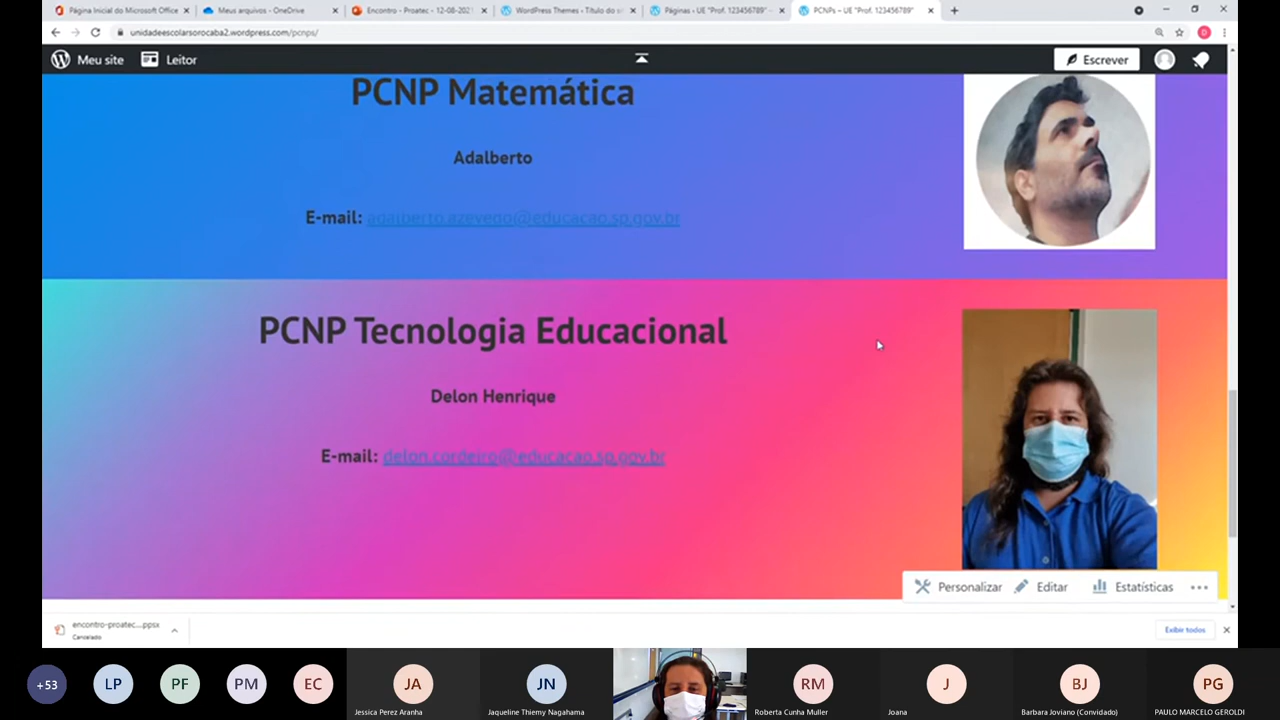 Página Inicial do Microsoft Office
Meus arquivos - OneDrive
Encontro - Proatec - 12-08-2021
WordPress Themes ‹ Título do si
Páginas ‹ UE "Prof. 123456789" —
PCNPs – UE "Prof. 123456789"
unidadeescolarsorocaba2.wordpress.com/pcnps/
Meu site
Leitor
Escrever
PCNP Matemática
Adalberto
E-mail: adalberto.azevedo@educacao.sp.gov.br
PCNP Tecnologia Educacional
Delon Henrique
E-mail: delon.cordeiro@educacao.sp.gov.br
Personalizar
Editar
Estatísticas
encontro-proatec....ppsx
Cancelado
Exibir todos
+53
LP
PF
PM
EC
JA
JN
RM
J
BJ
PG
Jessica Perez Aranha
Jaqueline Thiemy Nagahama
Roberta Cunha Muller
Joana
Barbara Joviano (Convidado)
PAULO MARCELO GEROLDI